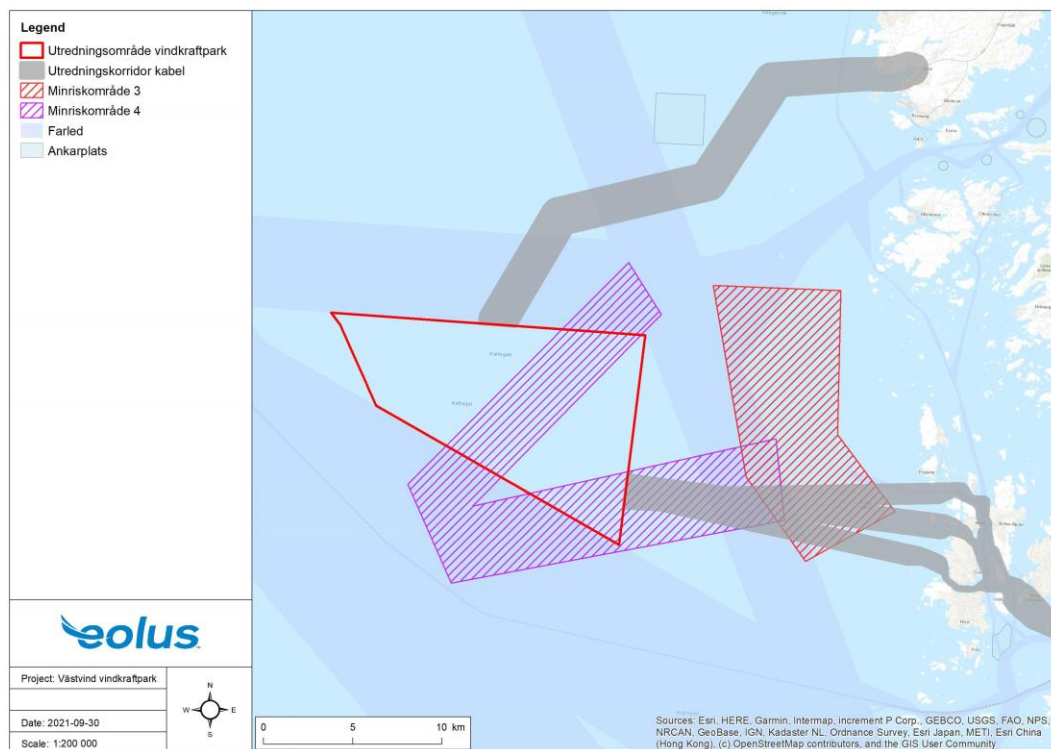 Legend
Utredningsområde vindkraftpark
Utredningskorridor kabel
Minriskområde 3
Minriskområde 4
Farled
Ankarplats
Kattegatt
Kattegat
eolus
Project: Västvind vindkraftpark
Date: 2021-09-30
Scale: 1:200 000
N
W
E
S
0
5
10 km
Sources: Esri, HERE, Garmin, Intermap, increment P Corp., GEBCO, USGS, FAO, NPS,
NRCAN, GeoBase, IGN, Kadaster NL, Ordnance Survey, Esri Japan, METI, Esri China
(Hong Kong), (c) OpenStreetMap contributors, and the GIS User Community